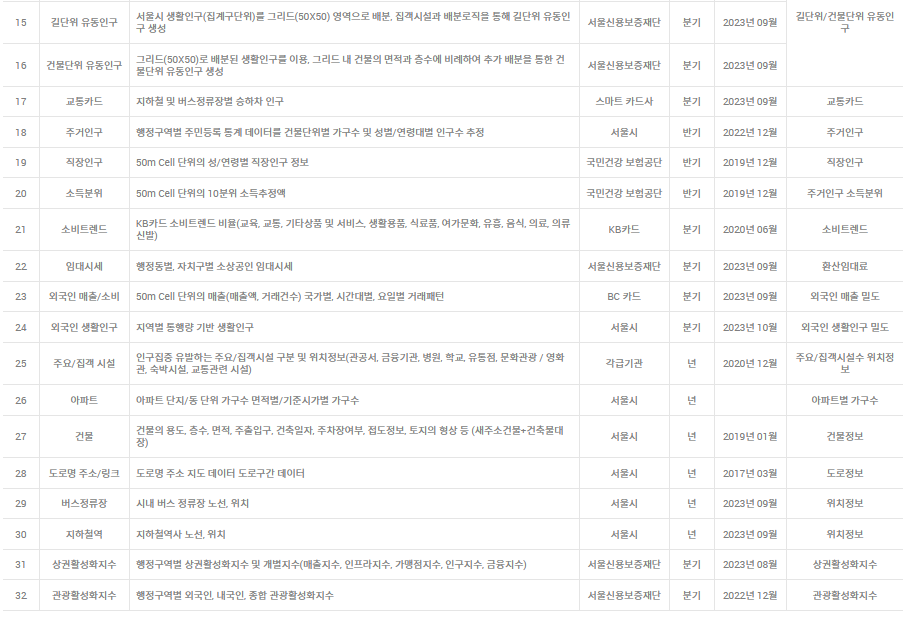 15 길단위 유동인구 서울시 생활인구(집계구단위)를 그리드(50X50) 영역으로 배분, 집객시설과 배분로직을 통해 길단위 유동인 서울신용보증재단 분기 2023년 09월 길단위/건물단위 유동인
구 생성 구
16 건물단위 유동인구 그리드(50X50)로 배분된 생활인구를 이용, 그리드 내 건물의 면적과 층수에 비례하여 추가 배분을 통한 건 서울신용보증재단 분기 2023년 09월
물단위 유동인구 생성
17 교통카드 지하철 및 버스정류장별 승하차 인구 스마트 카드사 분기 2023년 09월 교통카드
18 주거인구 행정구역별 주민등록 통계 데이터를 건물단위별 가구수 및 성별/연령대별 인구수 추정 서울시 반기 2022년 12월 주거인구
19 직장인구 50m Cell 단위의 성/연령별 직장인구 정보 국민건강 보험공단 반기 2019년 12월 직장인구
20 소득분위 50m Cell 단위의 10분위 소득추정액 국민건강 보험공단 반기 2019년 12월 주거인구 소득분위
21 소비트렌드 KB카드 소비트렌드 비율(교육, 교통, 기타상품 및 서비스, 생활용품, 식료품, 여가문화, 유흥, 음식, 의료, 의류 KB카드 분기 2020년 06월 소비트렌드
신발)
22 임대시세 행정동별, 자치구별 소상공인 임대시세 서울신용보증재단 분기 2023년 09월 환산임대료
23 외국인 매출/소비 50m Cell 단위의 매출(매출액, 거래건수) 국가별, 시간대별, 요일별 거래패턴 BC 카드 분기 2023년 09월 외국인 매출 밀도
24 외국인 생활인구 지역별 통행량 기반 생활인구 서울시 분기 2023년 10월 외국인 생활인구 밀도
25 주요/집객 시설 인구집중 유발하는 주요/집객시설 구분 및 위치정보(관공서, 금융기관, 병원, 학교, 유통점, 문화관광 / 영화 각급기관 년 2020년 12월 주요/집객시설수 위치정
관, 숙박시설, 교통관련 시설) 보
26 아파트 아파트 단지/동 단위 가구수 면적별/기준시가별 가구수 서울시 년 아파트별 가구수
27 건물 건물의 용도, 층수, 면적, 주출입구, 건축일자, 주차장여부, 접도정보, 토지의 형상 등 (새주소건물+건축물대 서울시 년 2019년 01월 건물정보
장)
28 도로명 주소/링크 도로명 주소 지도 데이터 도로구간 데이터 서울시 년 2017년 03월 도로정보
29 버스정류장 시내 버스 정류장 노선, 위치 서울시 년 2023년 09월 위치정보
30 지하철역 지하철역사 노선, 위치 서울시 년 2023년 09월 위치정보
31 상권활성화지수 행정구역별 상권활성화지수 및 개별지수(매출지수, 인프라지수, 가맹점지수, 인구지수, 금융지수) 서울신용보증재단 분기 2023년 08월 상권활성화지수
32 관광활성화지수 행정구역별 외국인, 내국인, 종합 관광활성화지수 서울신용보증재단 분기 2022년 12월 관광활성화지수